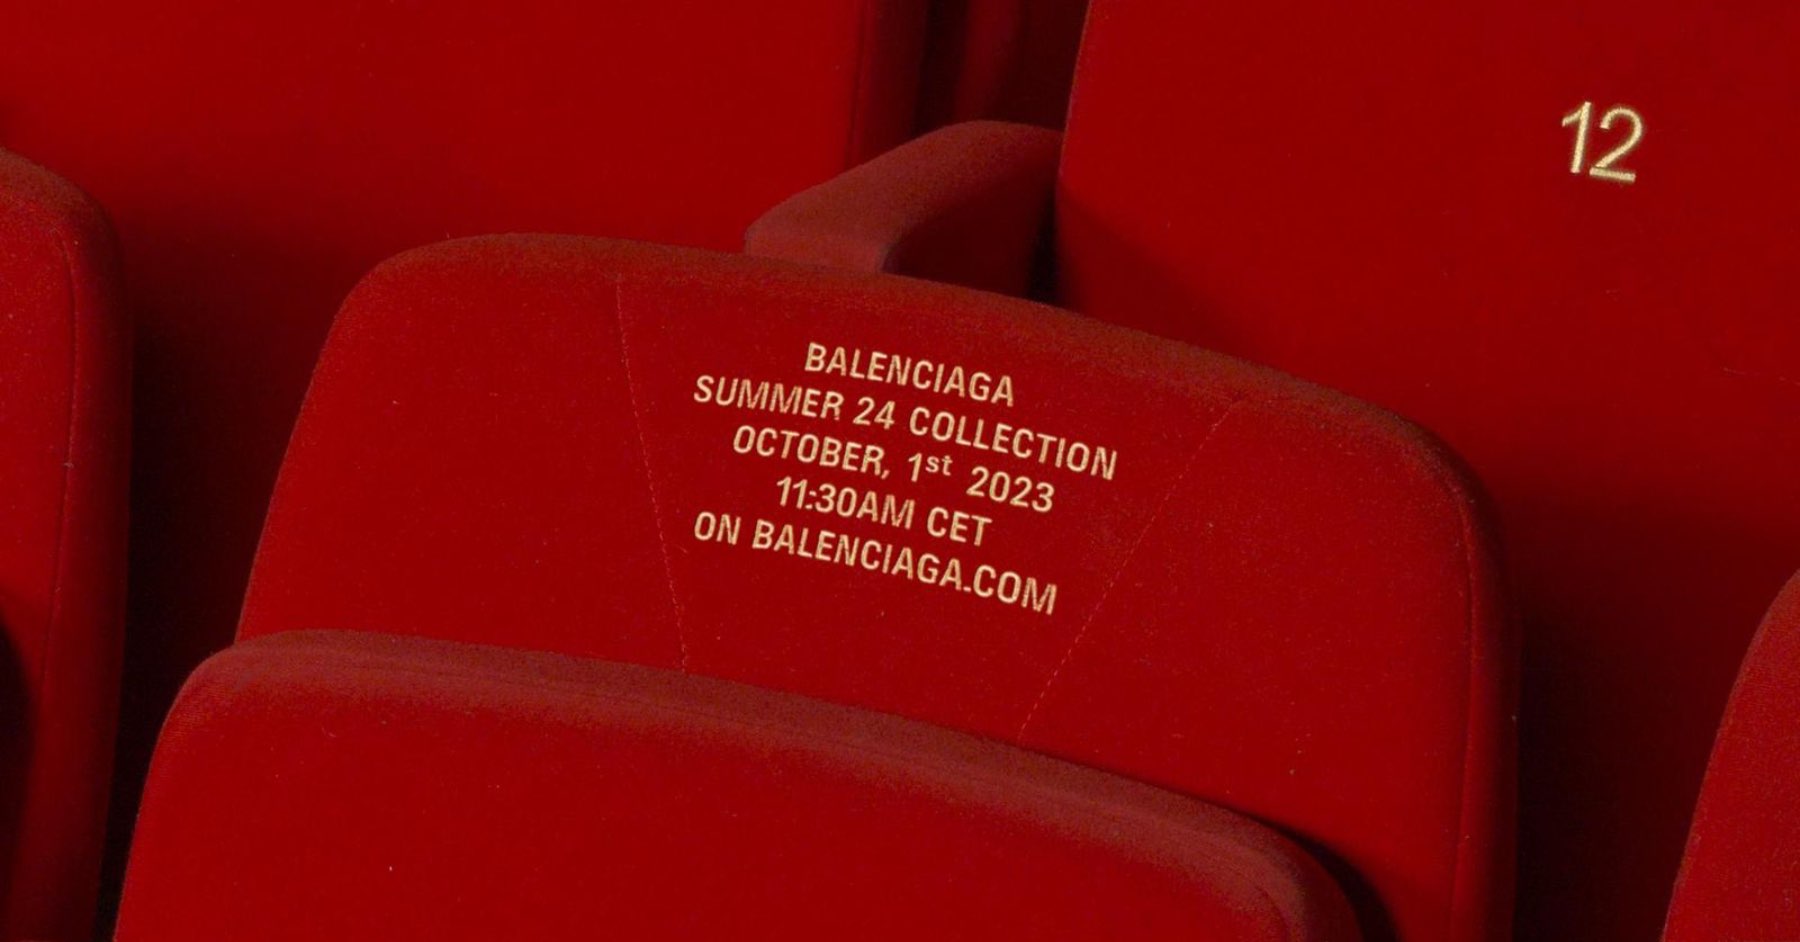 12
BALENCIAGA
SUMMER 24 COLLECTION
OCTOBER, 1st 2023
11:30AM CET
ON BALENCIAGA.COM